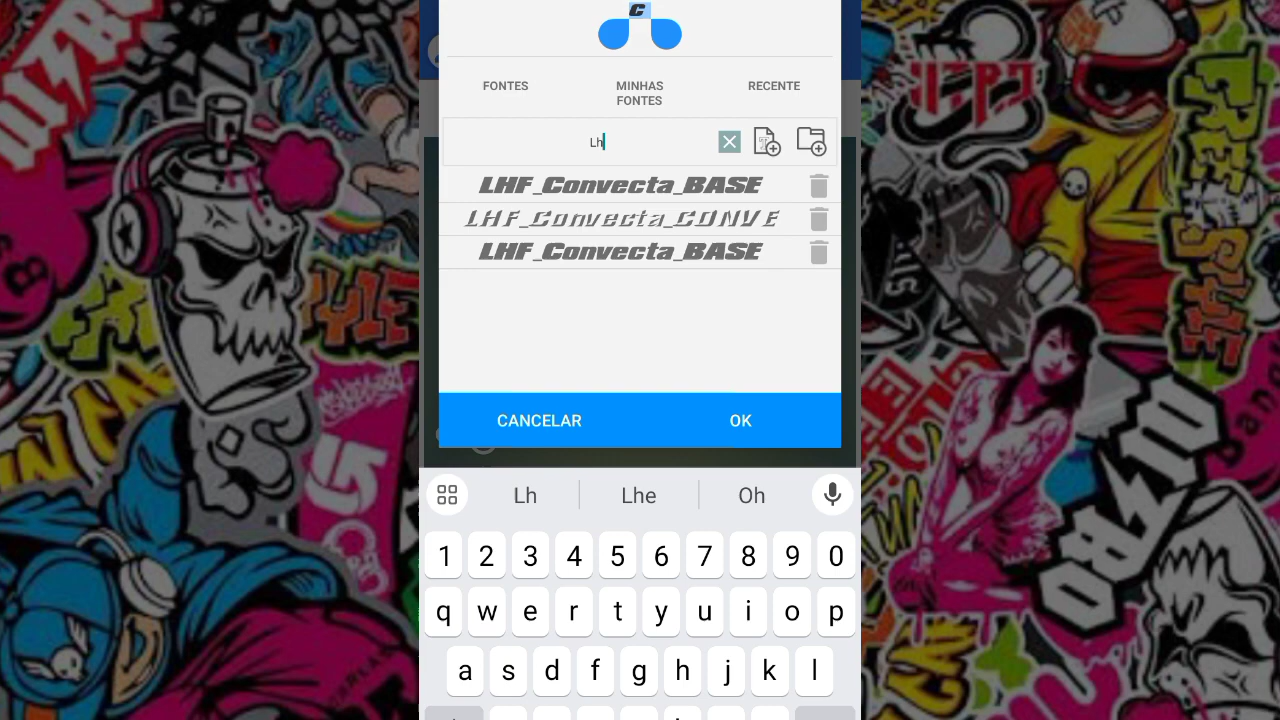 C
FONTES
MINHAS
FONTES
RECENTE
Lh
LHF_Convecta_BASE
LHF_Convecta_CONVE
LHF_Convecta_BASE
CANCELAR OK
Lh Lhe Oh
1 2 3 4 5 6 7 8 9 0
q w e r t y u i o p
a s d f g h j k l